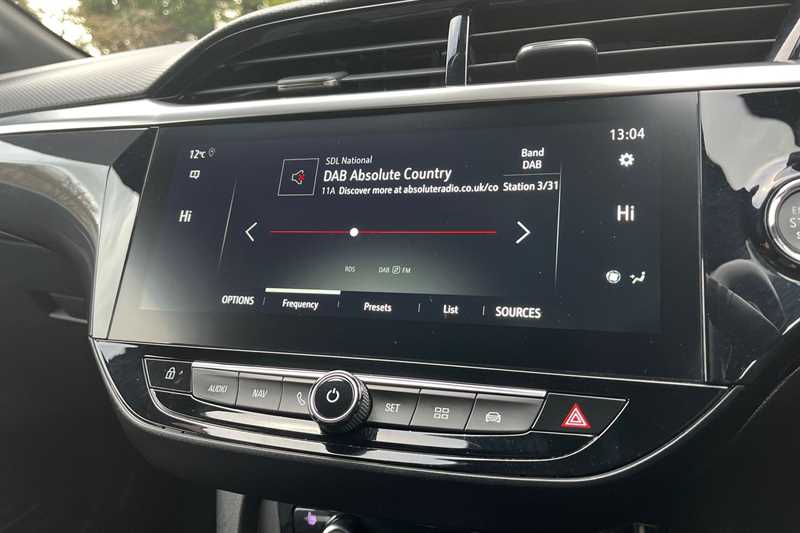 12°C
13:04
SDL National
Band
DAB
DAB Absolute Country
11A Discover more at absoluteradio.co.uk/co Station 3/31
Hi
Hi
RDS
DAB FM
OPTIONS Frequency Presets List SOURCES
AUDIO NAV SET